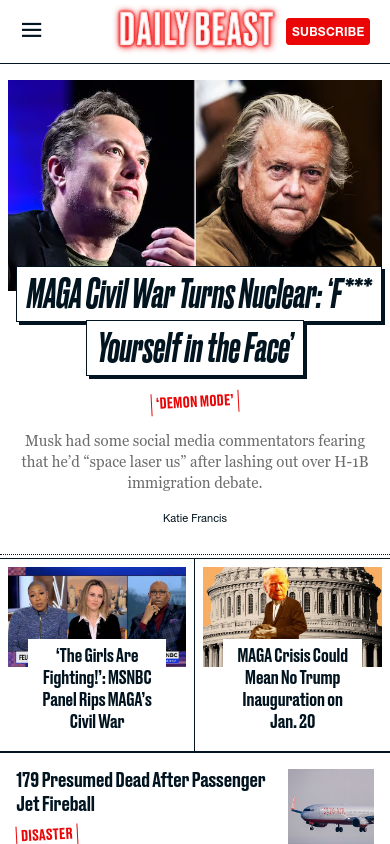 DAILY BEAST
SUBSCRIBE
MAGA Civil War Turns Nuclear: ‘F***
Yourself in the Face’
‘DEMON MODE’
Musk had some social media commentators fearing
that he’d “space laser us” after lashing out over H-1B
immigration debate.
Katie Francis
FEU
NBC
‘The Girls Are
Fighting!’: MSNBC
Panel Rips MAGA’s
Civil War
MAGA Crisis Could
Mean No Trump
Inauguration on
Jan. 20
179 Presumed Dead After Passenger
Jet Fireball
DISASTER